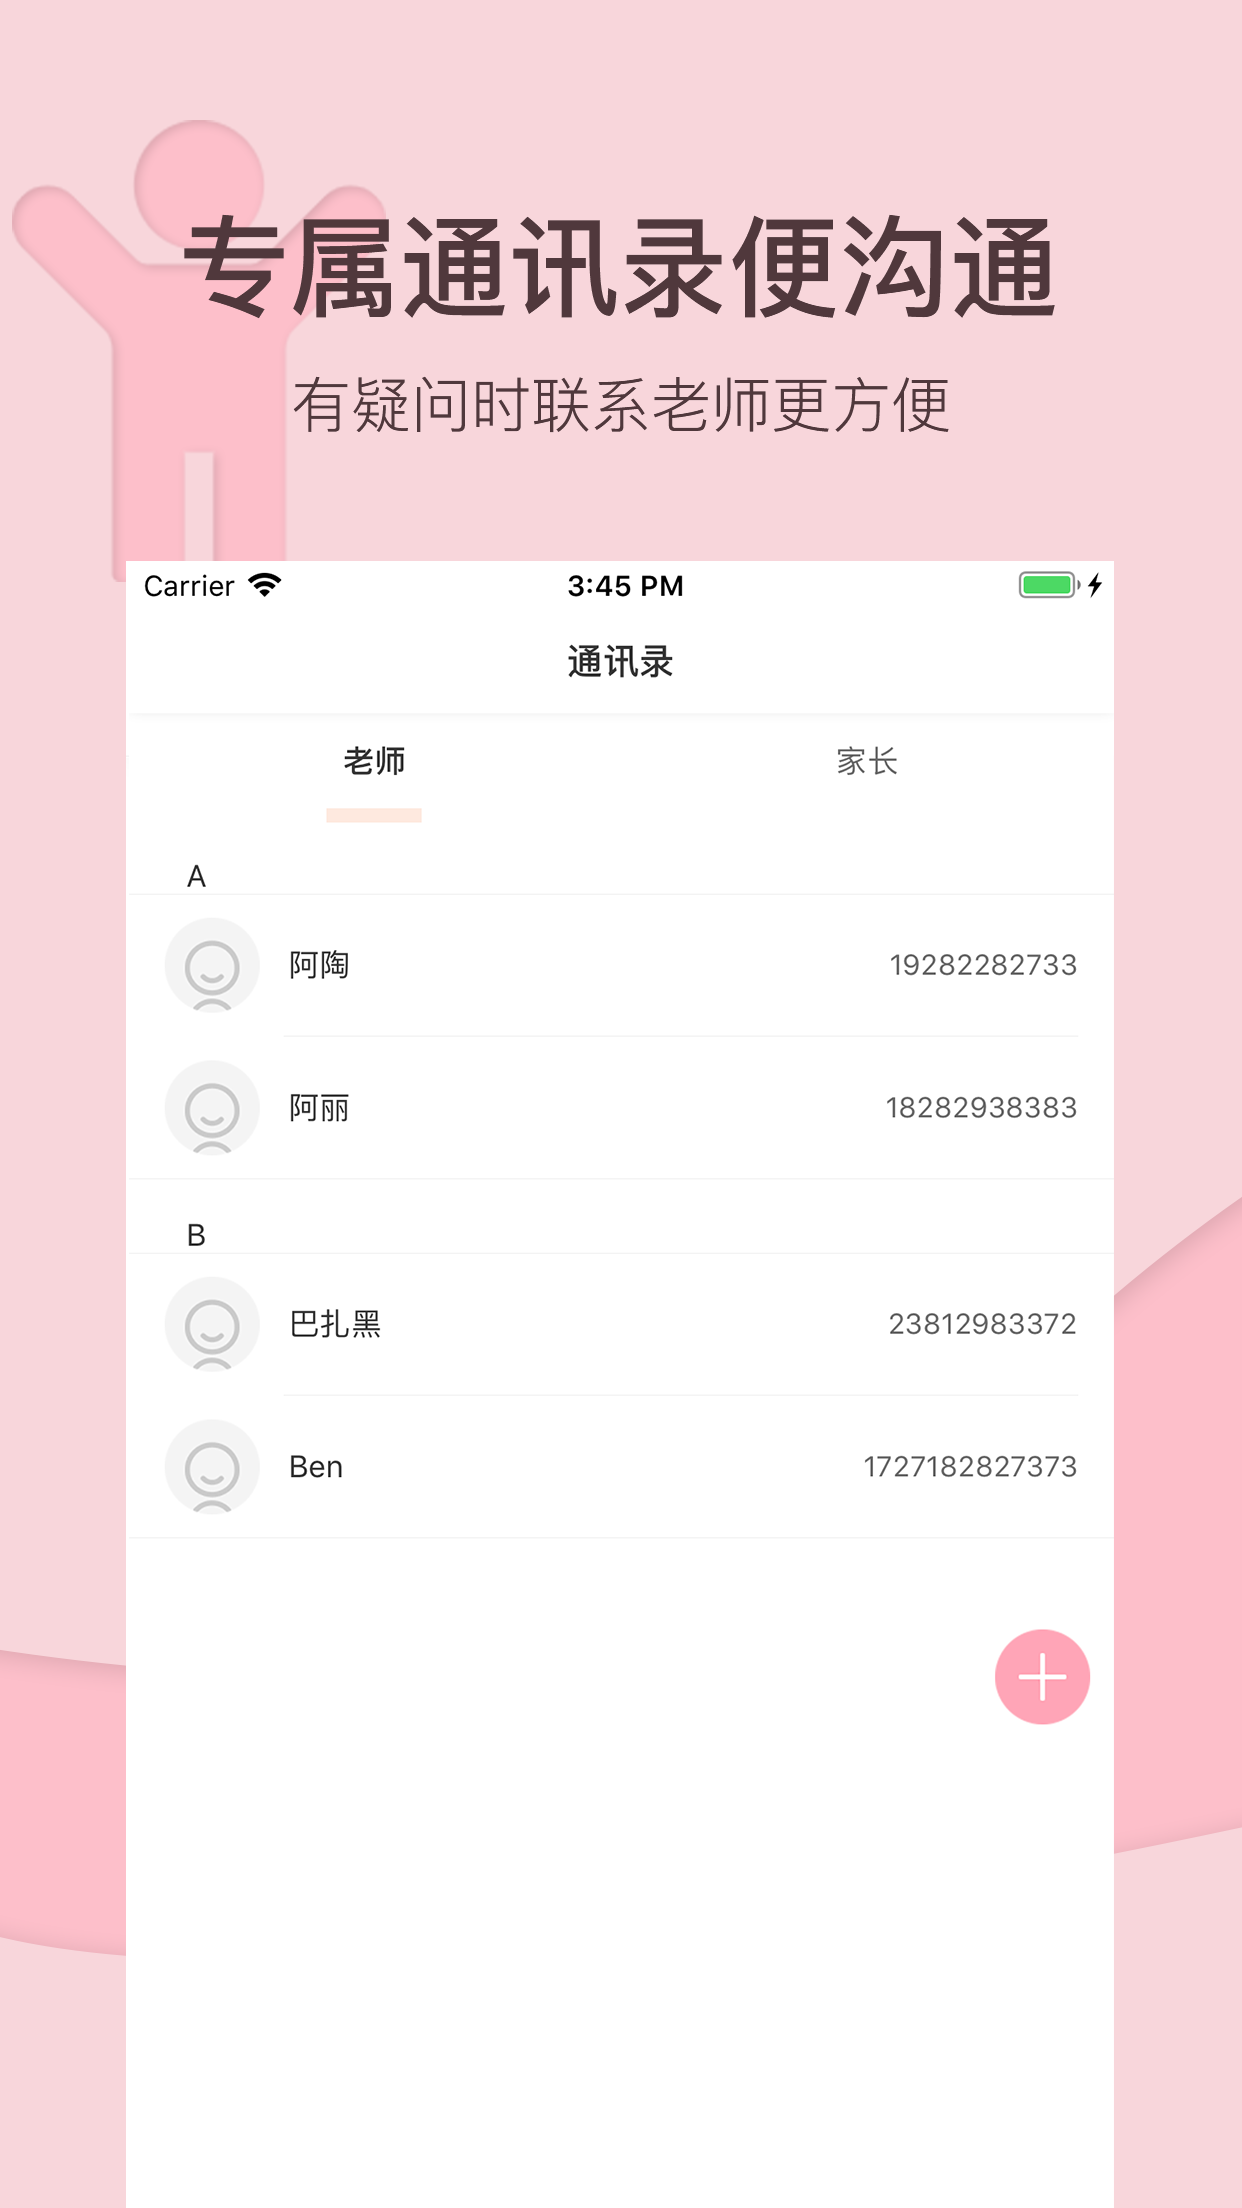 专属通讯录便沟通
有疑问时联系老师更方便
Carrier 3:45 PM
通讯录
老师 家长
A
阿陶 19282282733
阿丽 18282938383
B
巴扎黑 23812983372
Ben 1727182827373